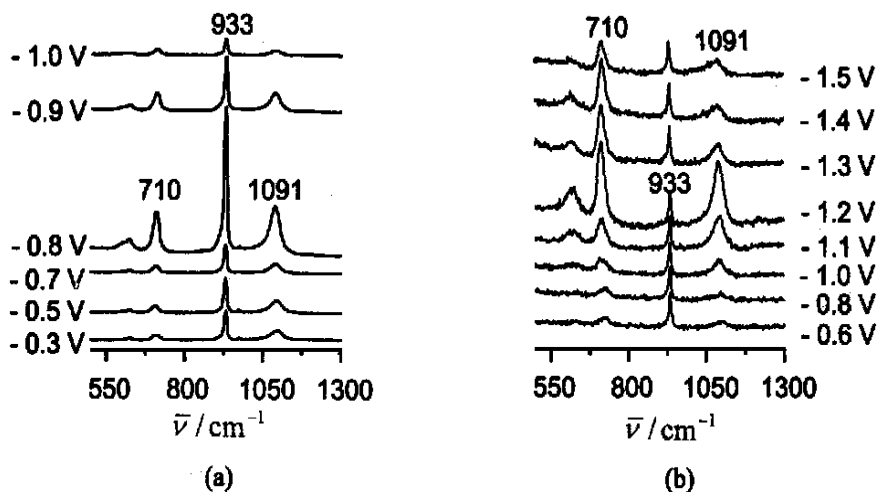 933
- 1.0 V
- 0.9 V
710
1091
- 0.8 V
- 0.7 V
- 0.5 V
- 0.3 V
550 800 1050 1300
ν̄ /cm⁻¹
(a)
710
1091
- 1.5 V
- 1.4 V
- 1.3 V
933
- 1.2 V
- 1.1 V
- 1.0 V
- 0.8 V
- 0.6 V
550 800 1050 1300
ν̄ /cm⁻¹
(b)